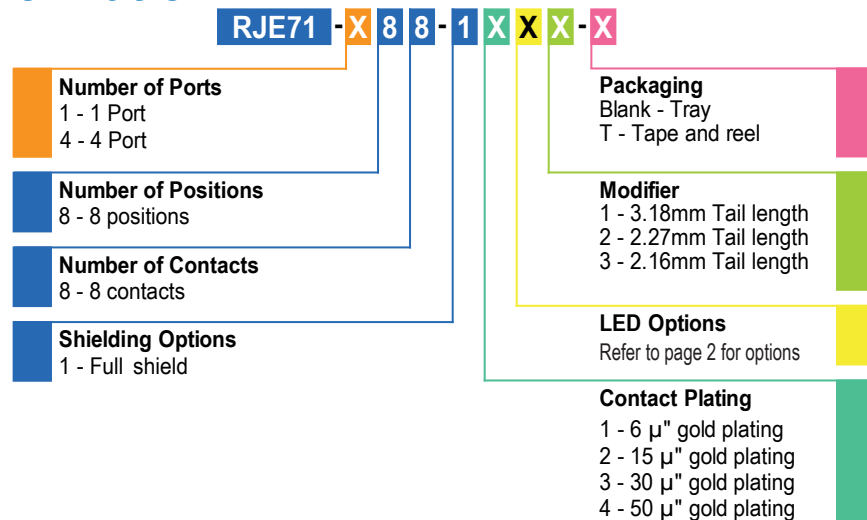 RJE71 - X 8 8 - 1 X X X - X
Number of Ports
1 - 1 Port
4 - 4 Port
Number of Positions
8 - 8 positions
Number of Contacts
8 - 8 contacts
Shielding Options
1 - Full shield
Packaging
Blank - Tray
T - Tape and reel
Modifier
1 - 3.18mm Tail length
2 - 2.27mm Tail length
3 - 2.16mm Tail length
LED Options
Refer to page 2 for options
Contact Plating
1 - 6 µ" gold plating
2 - 15 µ" gold plating
3 - 30 µ" gold plating
4 - 50 µ" gold plating